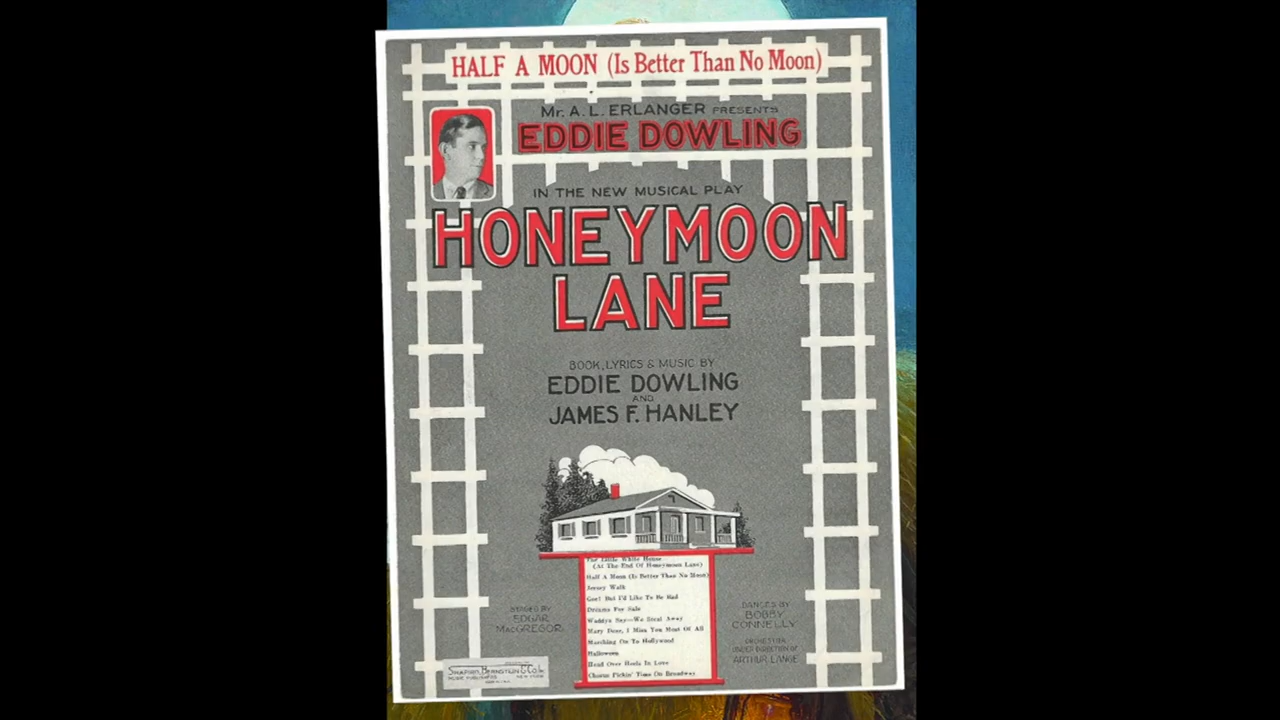 HALF A MOON (Is Better Than No Moon)
Mr. A. L. ERLANGER PRESENTS
EDDIE DOWLING
IN THE NEW MUSICAL PLAY
HONEYMOON
LANE
BOOK, LYRICS & MUSIC BY
EDDIE DOWLING
AND
JAMES F. HANLEY
The Little White House
(At The End Of Honeymoon Lane)
Half A Moon (Is Better Than No Moon)
Jersey Walk
Gee! But I'd Like To Be Bad
Dreams For Sale
Waddya Say—We Steal Away
Mary Dear, I Miss You Most Of All
Marching On To Hollywood
Halloween
Head Over Heels In Love
Chorus Pickin' Time On Broadway
STAGED BY
EDGAR
MacGREGOR
DANCES BY
BOBBY
CONNELLY
ORCHESTRA
UNDER DIRECTION OF
ARTHUR LANGE
SHAPIRO, BERNSTEIN & CO. Inc.
MUSIC PUBLISHERS NEW YORK